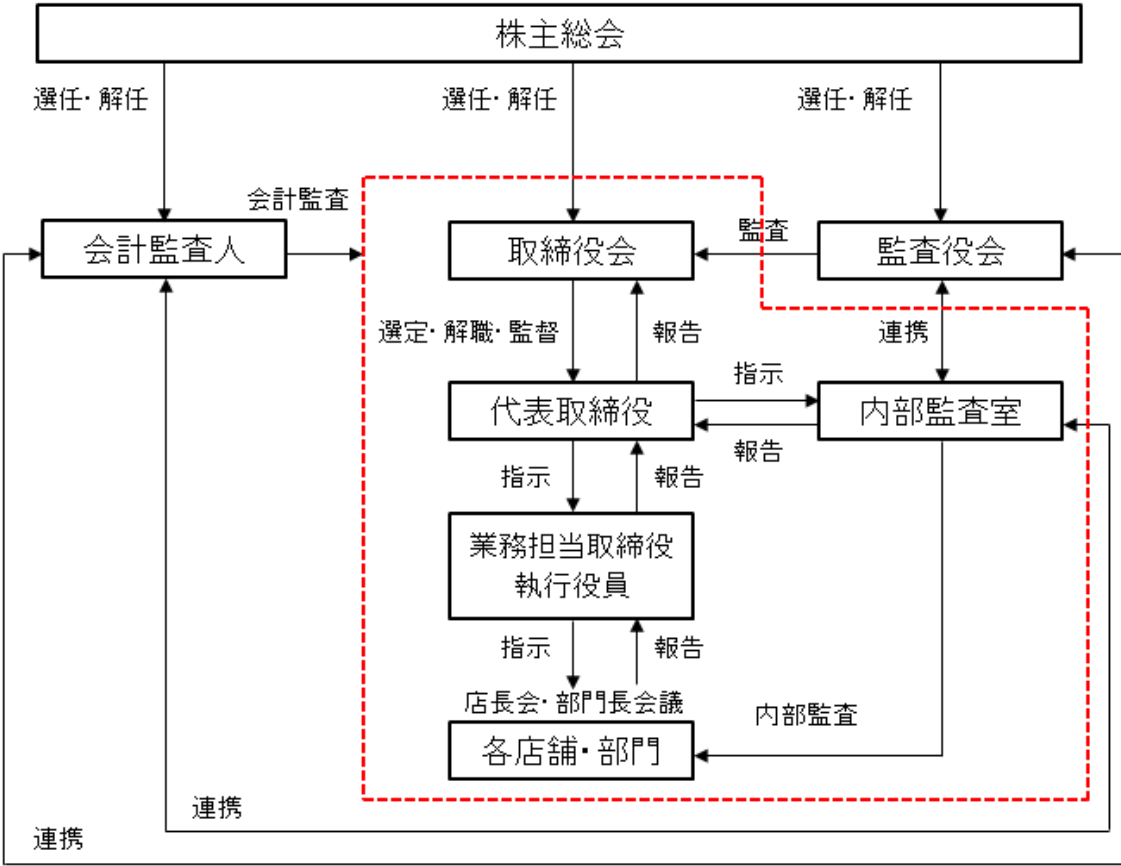 株主総会
選任・解任
選任・解任
選任・解任
会計監査
会計監査人
取締役会
監査
監査役会
選定・解職・監督
報告
連携
指示
代表取締役
内部監査室
報告
指示
報告
業務担当取締役
執行役員
指示
報告
店長会・部門長会議
内部監査
各店舗・部門
連携
連携